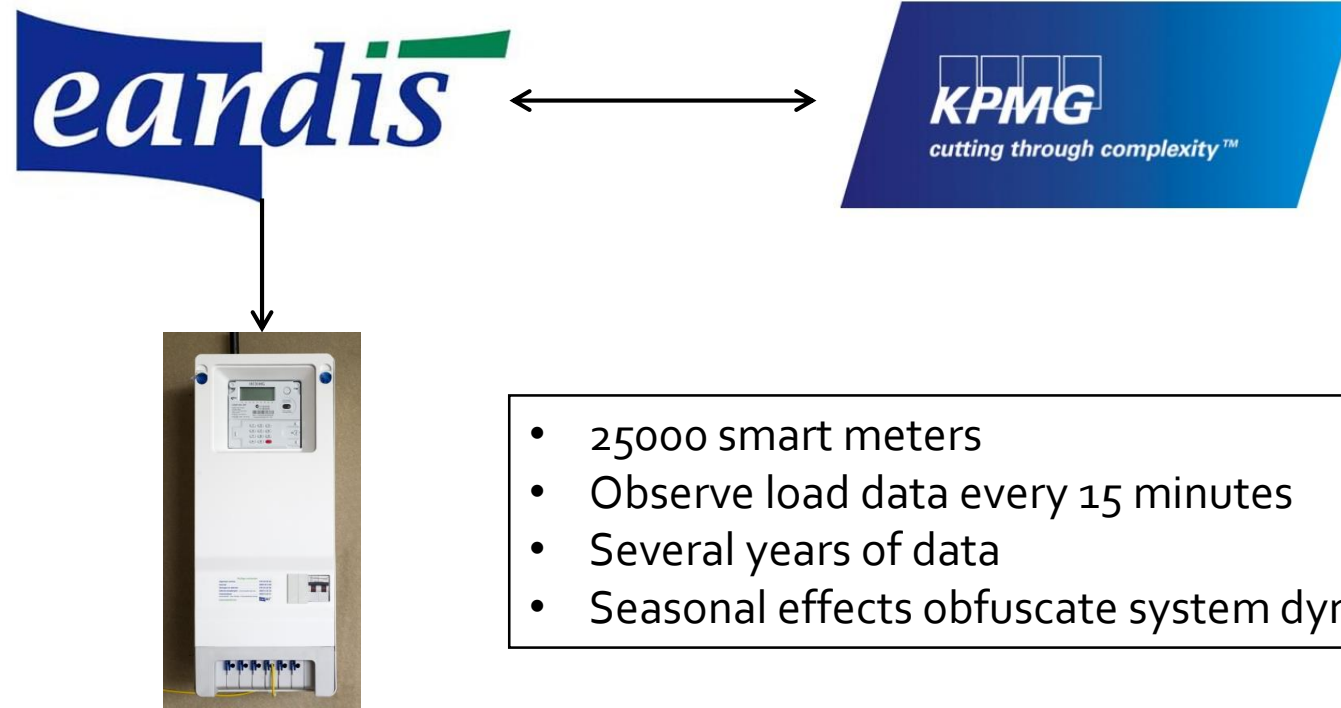 eandis
KPMG
cutting through complexity™
• 25000 smart meters
• Observe load data every 15 minutes
• Several years of data
• Seasonal effects obfuscate system dyn